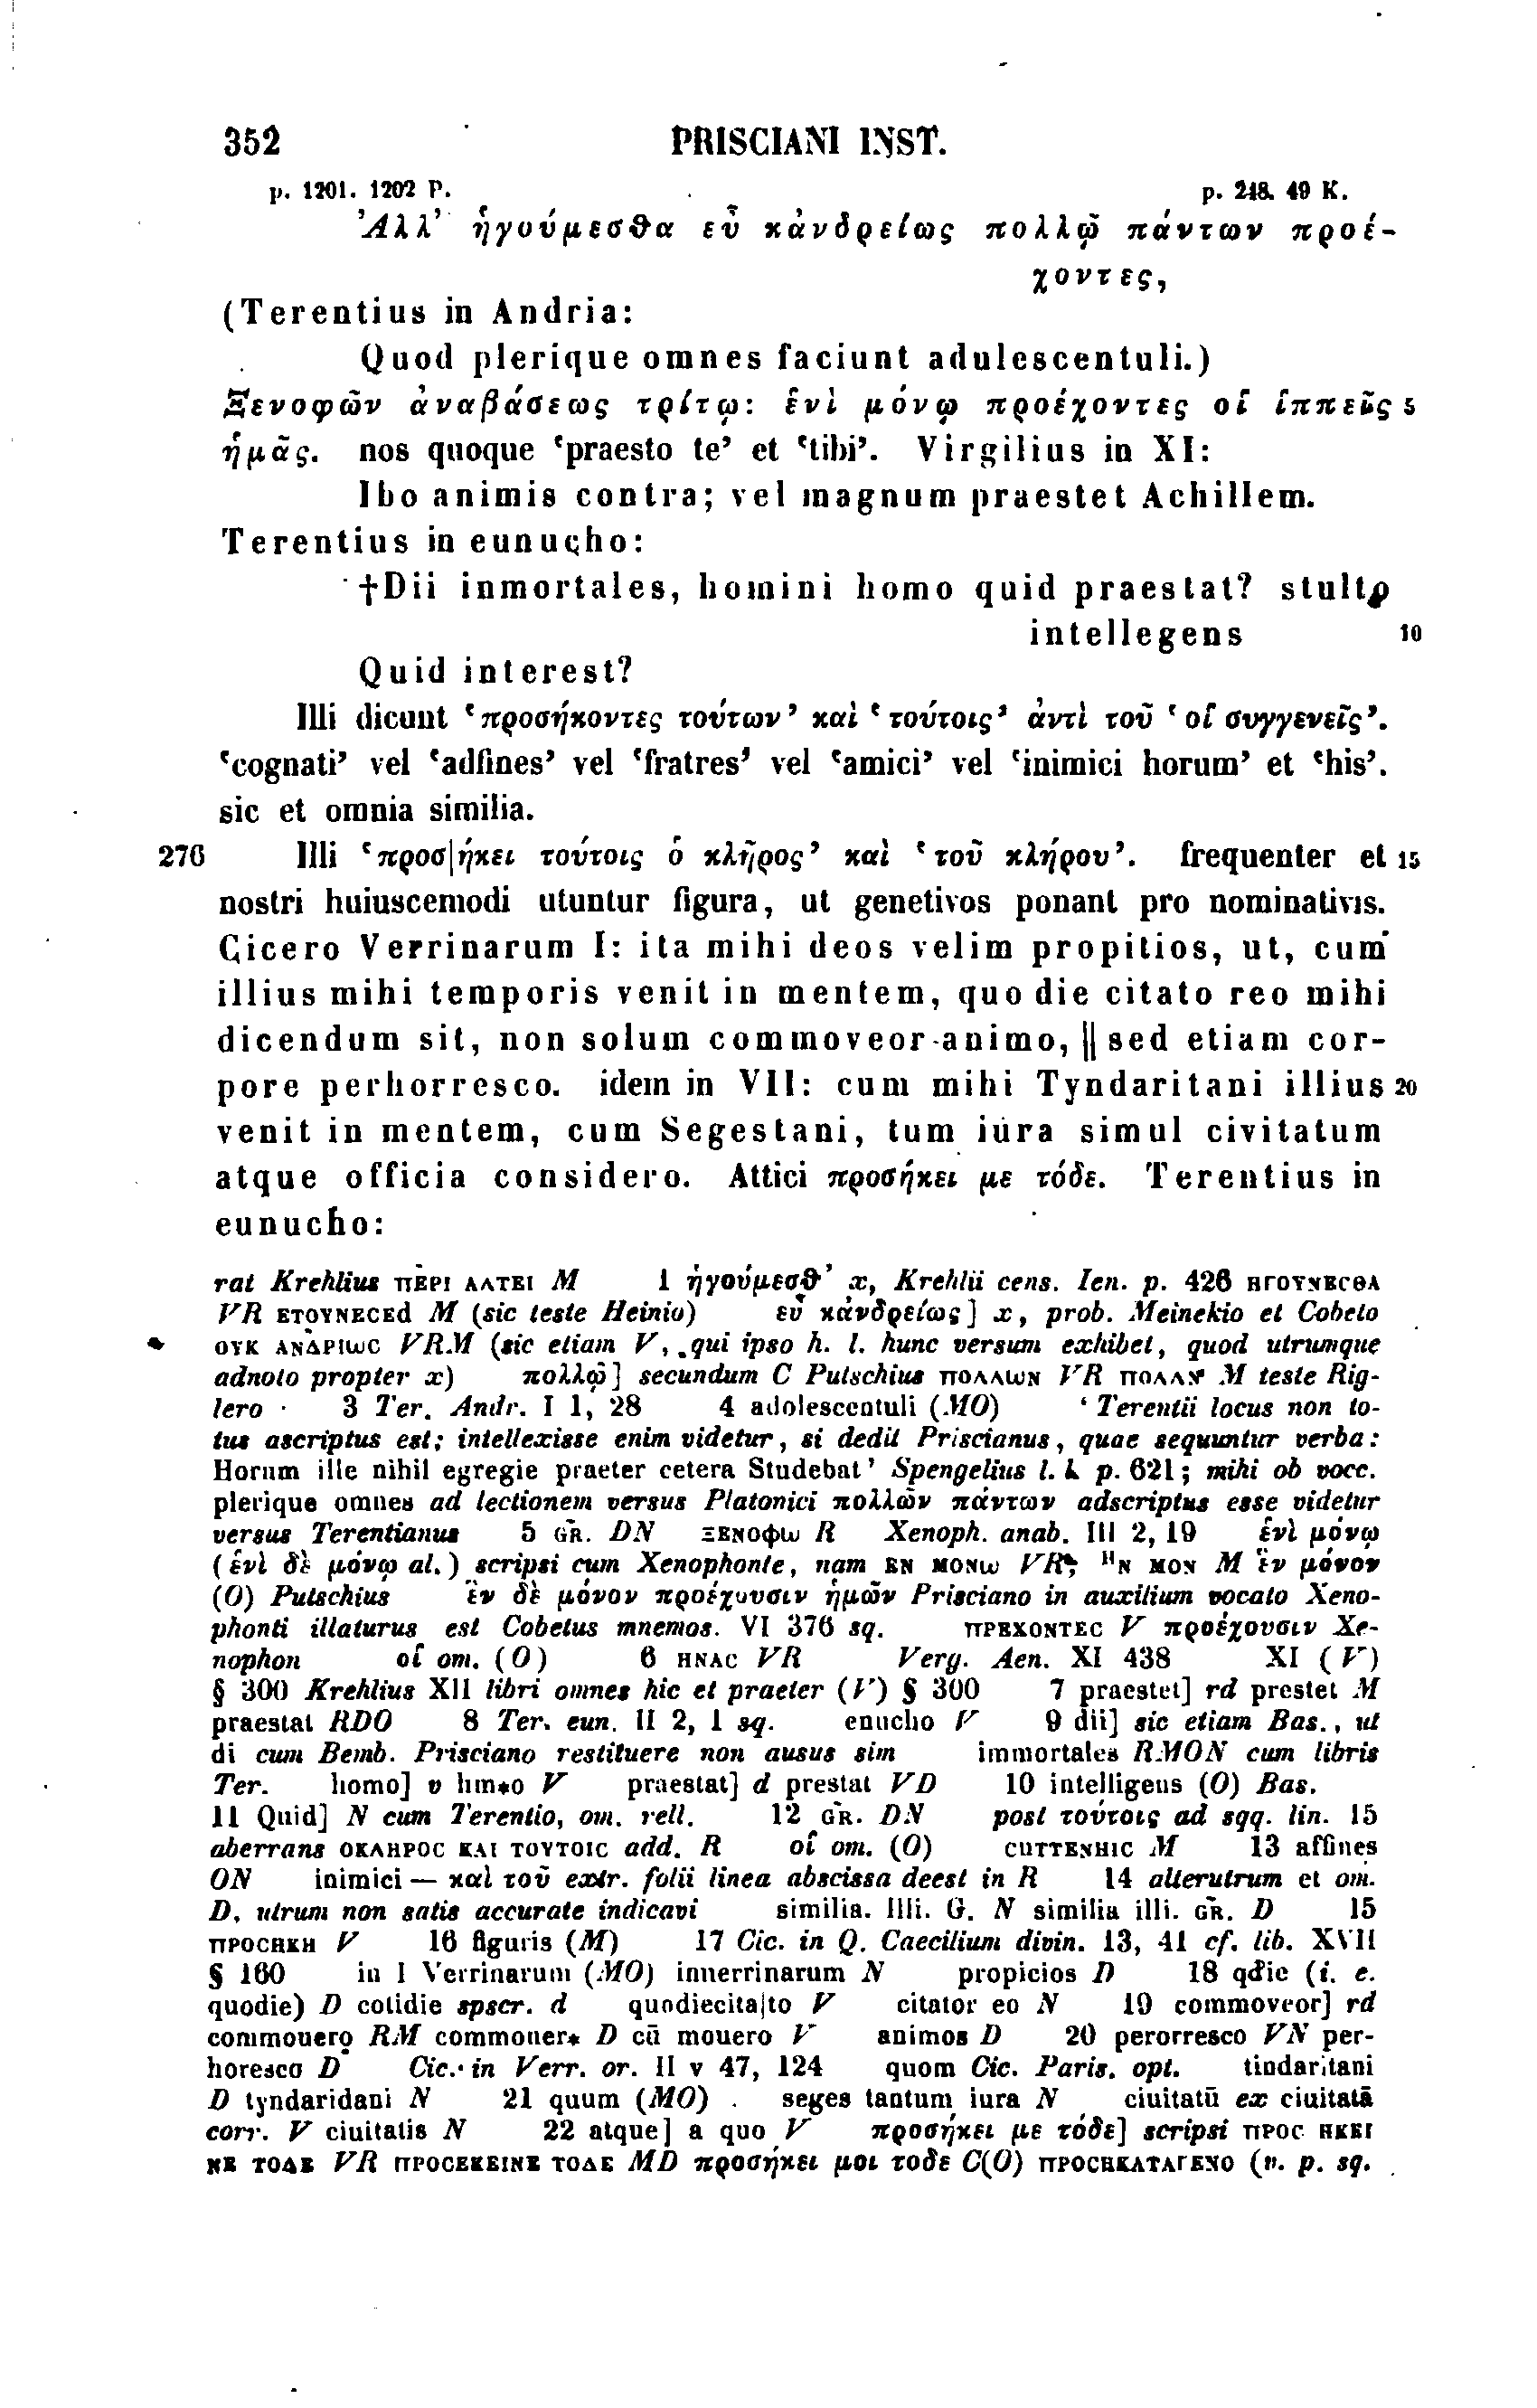 352 PRISCIANI INST.
p. 1201. 1202 P. p. 248. 49 K.
'Αλλ' ἡγούμεσθα εὖ κἀνδρείως πολλῷ πάντων προέ-
χοντες,
(Terentius in Andria:
Quod plerique omnes faciunt adulescentuli.)
Ξενοφῶν ἀναβάσεως τρίτῳ: ἑνὶ μόνῳ προέχοντες οἱ ἱππεῖς 5
ἡμᾶς. nos quoque ‘praesto te’ et ‘tibi’. Virgilius in XI:
Ibo animis contra; vel magnum praestet Achillem.
Terentius in eunucho:
†Dii inmortales, homini homo quid praestat? stulto
intellegens 10
Quid interest?
Illi dicunt ‘προσήκοντες τούτων’ καὶ ‘τούτοις’ ἀντὶ τοῦ ‘οἱ συγγενεῖς’.
‘cognati’ vel ‘adfines’ vel ‘fratres’ vel ‘amici’ vel ‘inimici horum’ et ‘his’.
sic et omnia similia.
276 Illi ‘προσ|ήκει τούτοις ὁ κλῆρος’ καὶ ‘τοῦ κλήρου’. frequenter et 15
nostri huiuscemodi utuntur figura, ut genetivos ponant pro nominativis.
Cicero Verrinarum I: ita mihi deos velim propitios, ut, cum
illius mihi temporis venit in mentem, quo die citato reo mihi
dicendum sit, non solum commoveor animo, || sed etiam cor-
pore perhorresco. idem in VII: cum mihi Tyndaritani illius 20
venit in mentem, cum Segestani, tum iura simul civitatum
atque officia considero. Attici προσήκει με τόδε. Terentius in
eunucho:
rat Krehlius ΠΕΡΙ ΑΛΤΕΙ M 1 ἡγούμεσθ' x, Krehlii cens. Ien. p. 426 ΗΓΟΥΝΕCΘΑ
VR ΕΤΟΥΝΕCΕd M (sic teste Heinio) εὖ κἀνδρείως] x, prob. Meinekio et Cobeto
ΟΥΚ ΑΝΔΡΙωC VRM (sic etiam V, qui ipso h. l. hunc versum exhibet, quod utrumque
adnoto propter x) πολλῷ] secundum C Putschius ΠΟΛΛωΝ VR M teste Rig-
lero 3 Ter. Andr. I 1, 28 4 adolescentuli (MO) ‘Terentii locus non to-
tus ascriptus est; intellexisse enim videtur, si dedit Priscianus, quae sequuntur verba:
Horum ille nihil egregie praeter cetera Studebat’ Spengelius l. l. p. 621; mihi ob vocc.
plerique omnes ad lectionem versus Platonici πολλῶν πάντων adscriptus esse videtur
versus Terentianus 5 GR. DN ΞΕΝΟφω R Xenoph. anab. III 2, 19 ἑνὶ μόνῳ
(ἑνὶ δὲ μόνῳ al.) scripsi cum Xenophonte, nam ΕΝ ΜΟΝω VR, ΗΝ ΜΟΝ M ἓν μόνον
(O) Putschius ἓν δὲ μόνον προέχουσιν ἡμῶν Prisciano in auxilium vocato Xeno-
phonti illaturus est Cobetus mnemos. VI 376 sq. ΠΡΕΧΟΝΤΕC V προέχουσιν Xe-
nophon οἱ om. (O) 6 ΗΝΑC VR Verg. Aen. XI 438 XI (V)
§ 300 Krehlius XII libri omnes hic et praeter (V) § 300 7 praestet] rd prestet M
praestat RDO 8 Ter. eun. II 2, 1 sq. enucho V 9 dii] sic etiam Bas., ut
di cum Bemb. Prisciano restituere non ausus sim immortales RMON cum libris
Ter. homo] v hm*o V praestat] d prestat VD 10 intelligens (O) Bas.
11 Quid] N cum Terentio, om. rell. 12 GR. DN post τούτοις ad sqq. lin. 15
aberrans ΟΚΛΗΡΟC ΚΑΙ ΤΟΥΤΟΙC add. R οἱ om. (O) CUΤΤΕΝΗΙC M 13 affines
ON inimici — καὶ τοῦ extr. folii linea abscissa deest in R 14 alterutrum et om.
D, utrum non satis accurate indicavi similia. Illi. G. N similia illi. GR. D 15
ΠΡΟCΗΚΗ V 16 figuris (M) 17 Cic. in Q. Caecilium divin. 13, 41 cf. lib. XVII
§ 160 in I Verrinarum (MO) innerrinarum N propicios D 18 qdie (i. e.
quodie) D cotidie spscr. d quodiecita|to V citator eo N 19 commoveor] rd
commouero RM commouer* D cū mouero V animos D 20 perorresco VN per-
horesco D Cic. in Verr. or. II v 47, 124 quom Cic. Paris. opt. tindaritani
D tyndaridani N 21 quum (MO) seges tantum iura N ciuitatū ex ciuitatā
corr. V ciuitatis N 22 atque] a quo V προσήκει με τόδε] scripsi ΠΡΟC ΗΚΕΙ
ΝΕ ΤΟΔΕ VR ΠΡΟCΕΚΕΙΝΕ ΤΟΔΕ MD προσήκει μοι τοδε C(O) ΠΡΟCΗΚΑΤΑΓΕΝΟ (v. p. sq.